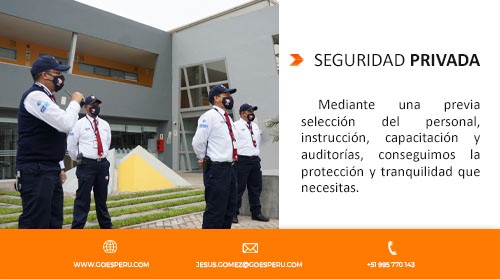 SEGURIDAD PRIVADA
Mediante una previa
selección del personal,
instrucción, capacitación y
auditorías, conseguimos la
protección y tranquilidad que
necesitas.
WWW.GOESPERU.COM
JESUS.GOMEZ@GOESPERU.COM
+51 995 770 143